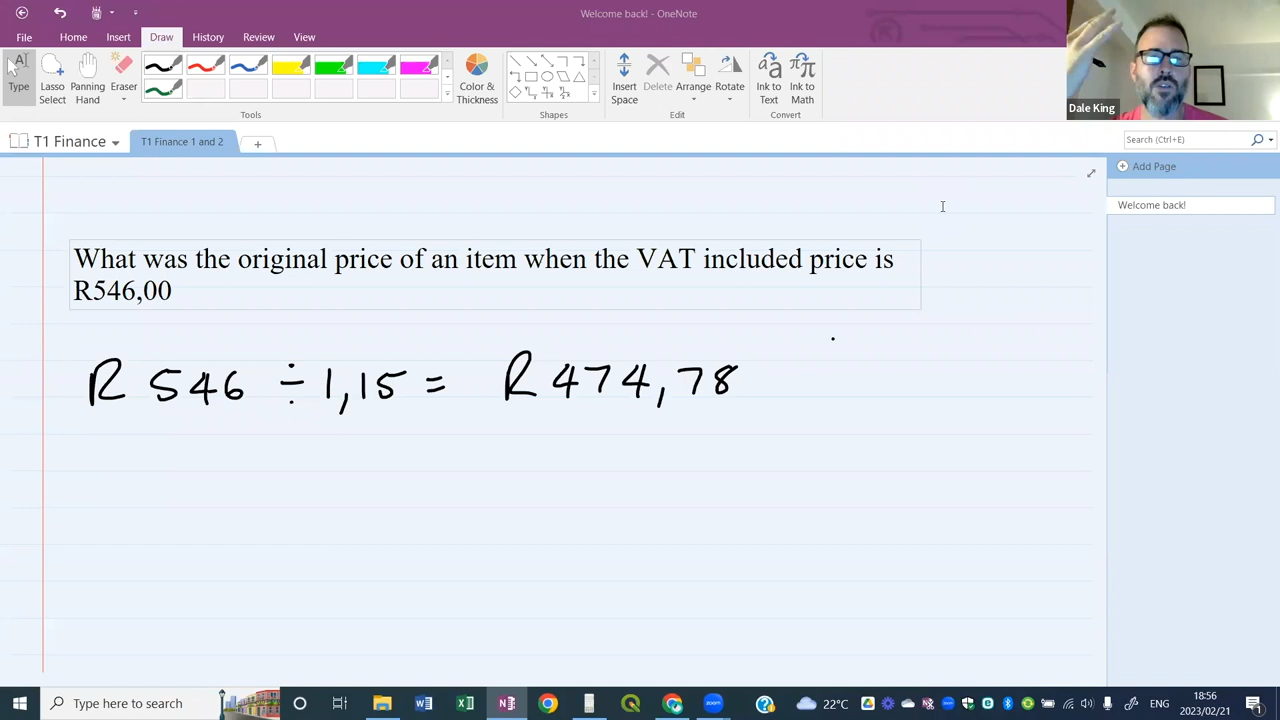 Welcome back! - OneNote
File Home Insert Draw History Review View
Type
Lasso Select
Panning Hand
Eraser
Color & Thickness
Insert Space
Delete
Arrange
Rotate
Ink to Text
Ink to Math
Tools
Shapes
Edit
Convert
Dale King
T1 Finance
T1 Finance 1 and 2
Search (Ctrl+E)
Add Page
Welcome back!
What was the original price of an item when the VAT included price is
R546,00
R 546 ÷ 1,15 = R 474,78
Type here to search
22°C
ENG
18:56
2023/02/21